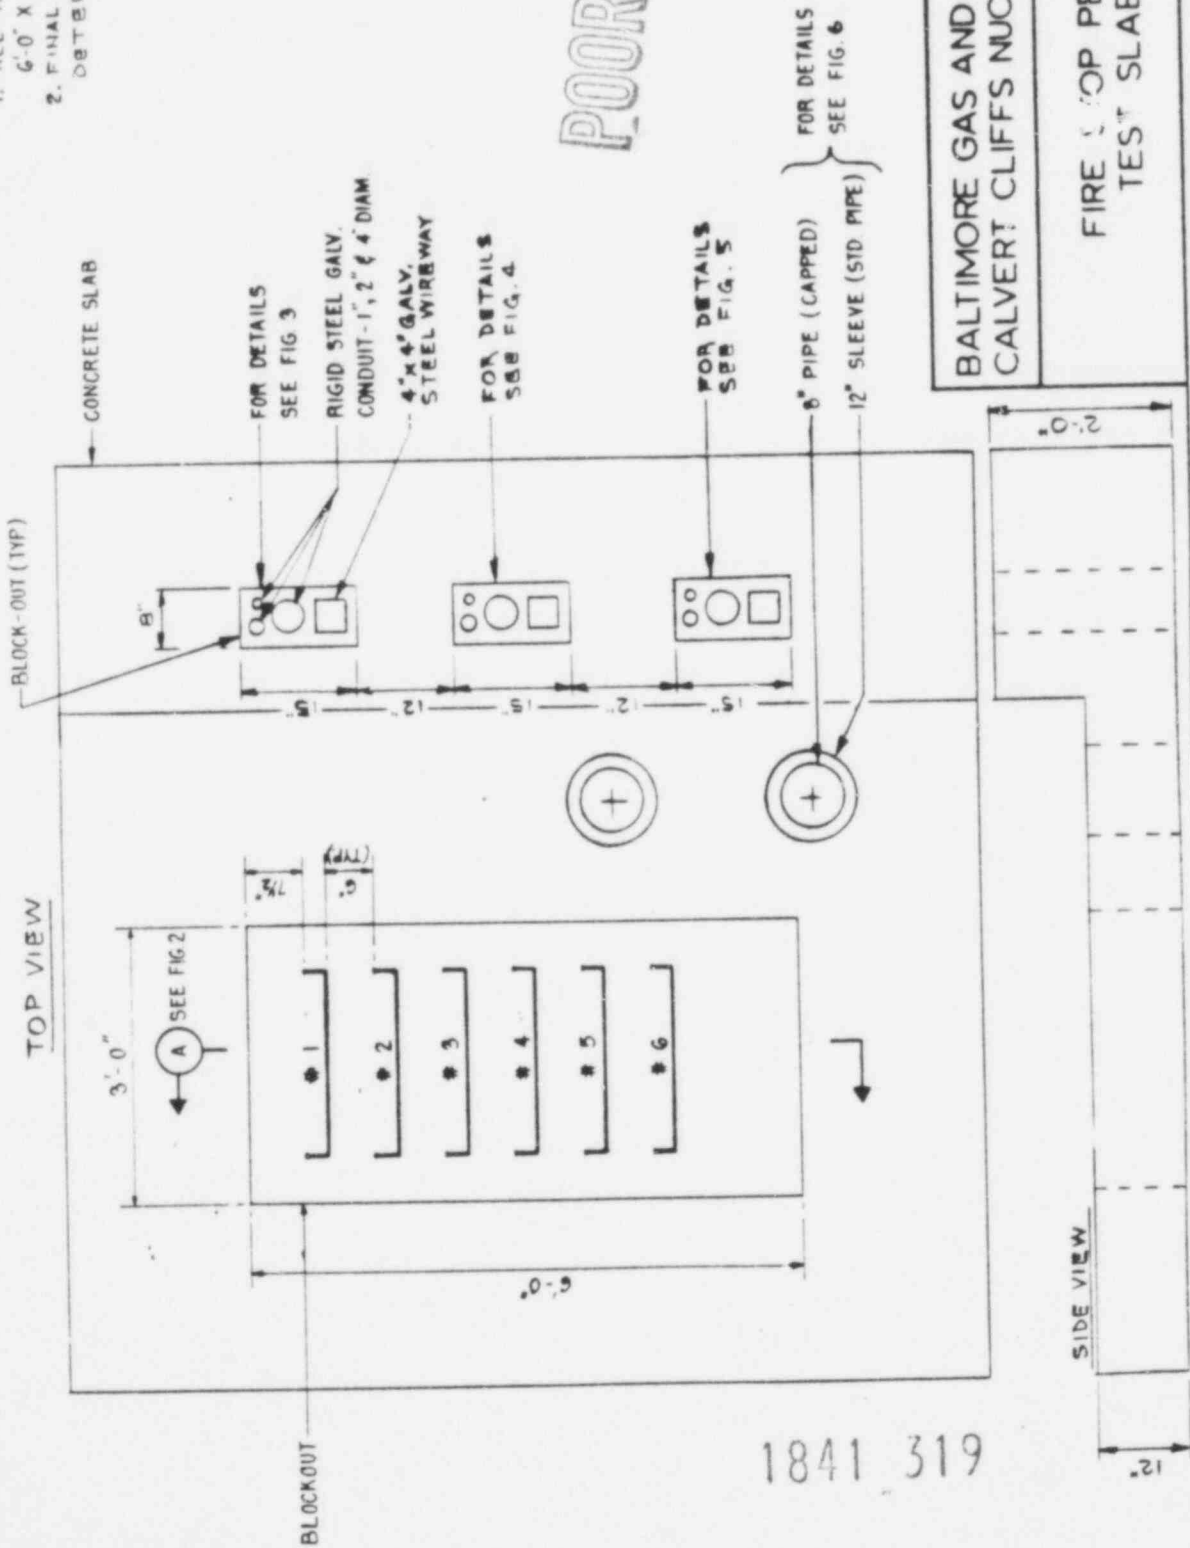 6'-0" X
2. FINAL
POOR
TOP VIEW
BLOCK-OUT (TYP)
CONCRETE SLAB
3'-0"
A
SEE FIG.2
7½"
6"
(TYP.)
8"
FOR DETAILS
SEE FIG. 3
RIGID STEEL GALV.
CONDUIT-1", 2" & 4" DIAM.
4"x4" GALV.
STEEL WIREWAY
FOR DETAILS
SEE FIG. 4
FOR DETAILS
SEE FIG. 5
15"
12"
15"
12"
15"
# 1
# 2
# 3
# 4
# 5
# 6
BLOCKOUT
6'-0"
8" PIPE (CAPPED)
12" SLEEVE (STD PIPE)
FOR DETAILS
SEE FIG. 6
SIDE VIEW
12"
2'-0"
BALTIMORE GAS AND
CALVERT CLIFFS NUC
FIRE
TEST SLAB
1841 319